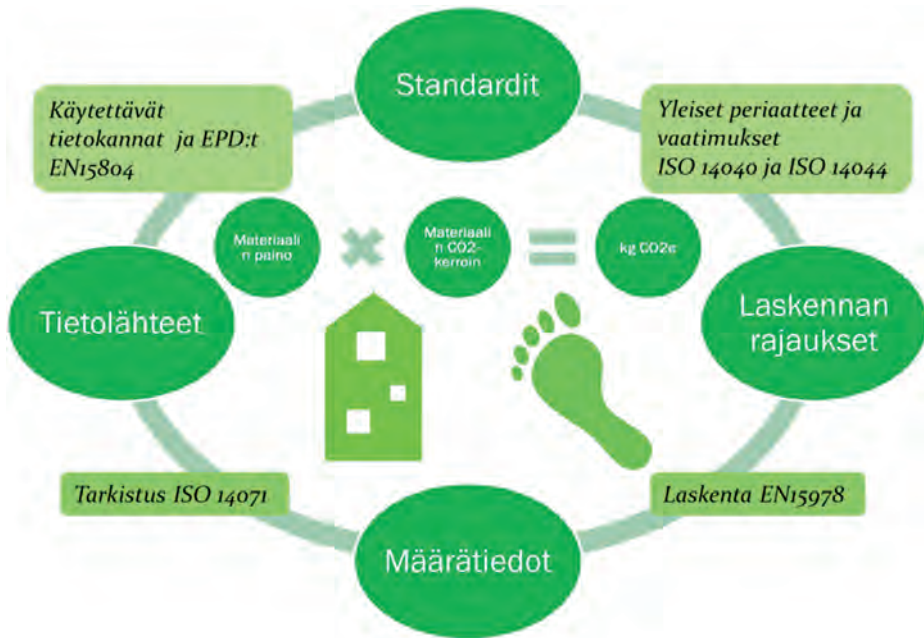 Standardit
Käytettävät
tietokannat ja EPD:t
EN15804
Yleiset periaatteet ja
vaatimukset
ISO 14040 ja ISO 14044
Materiaali
n paino
Materiaali
n CO2-
kerroin
kg CO2e
Tietolähteet
Laskennan
rajaukset
Tarkistus ISO 14071
Laskenta EN15978
Määrätiedot